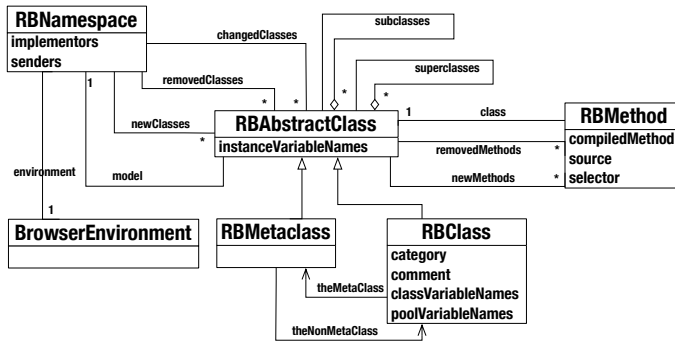 RBNamespace
implementors
senders
changedClasses
removedClasses
newClasses
subclasses
superclasses
*
*
*
*
*
1
RBAbstractClass
instanceVariableNames
1
class
removedMethods
*
newMethods
*
RBMethod
compiledMethod
source
selector
environment
model
1
BrowserEnvironment
RBMetaclass
RBClass
category
comment
classVariableNames
poolVariableNames
theMetaClass
theNonMetaClass